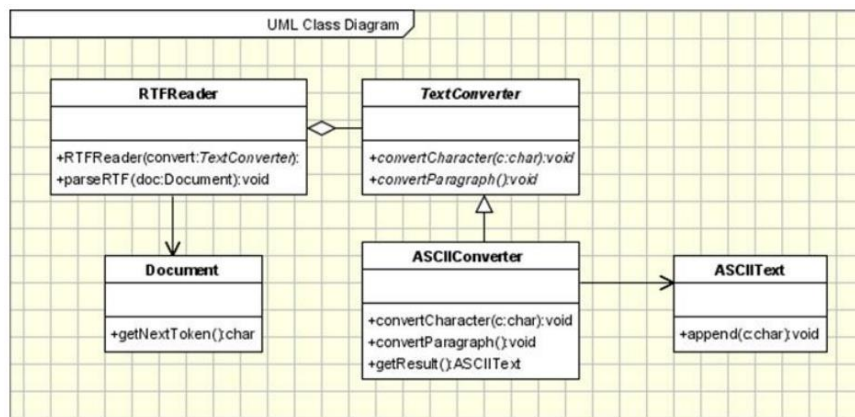 UML Class Diagram
RTFReader
+RTFReader(convert:TextConverter):
+parseRTF(doc:Document):void
TextConverter
+convertCharacter(c:char):void
+convertParagraph():void
Document
+getNextToken():char
ASCIIConverter
+convertCharacter(c:char):void
+convertParagraph():void
+getResult():ASCIIText
ASCIIText
+append(c:char):void